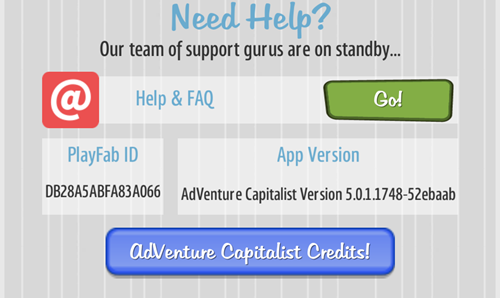 Need Help?
Our team of support gurus are on standby...
@
Help & FAQ
Go!
PlayFab ID
DB28A5ABFA83A066
App Version
AdVenture Capitalist Version 5.0.1.1748-52ebaab
AdVenture Capitalist Credits!